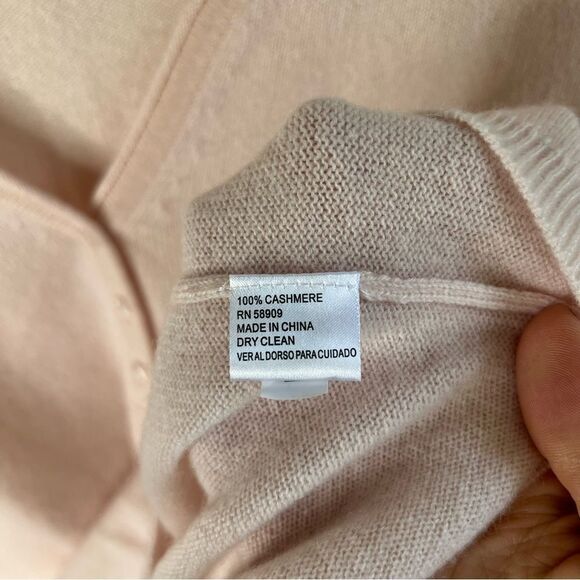 100% CASHMERE
RN 58909
MADE IN CHINA
DRY CLEAN
VER AL DORSO PARA CUIDADO